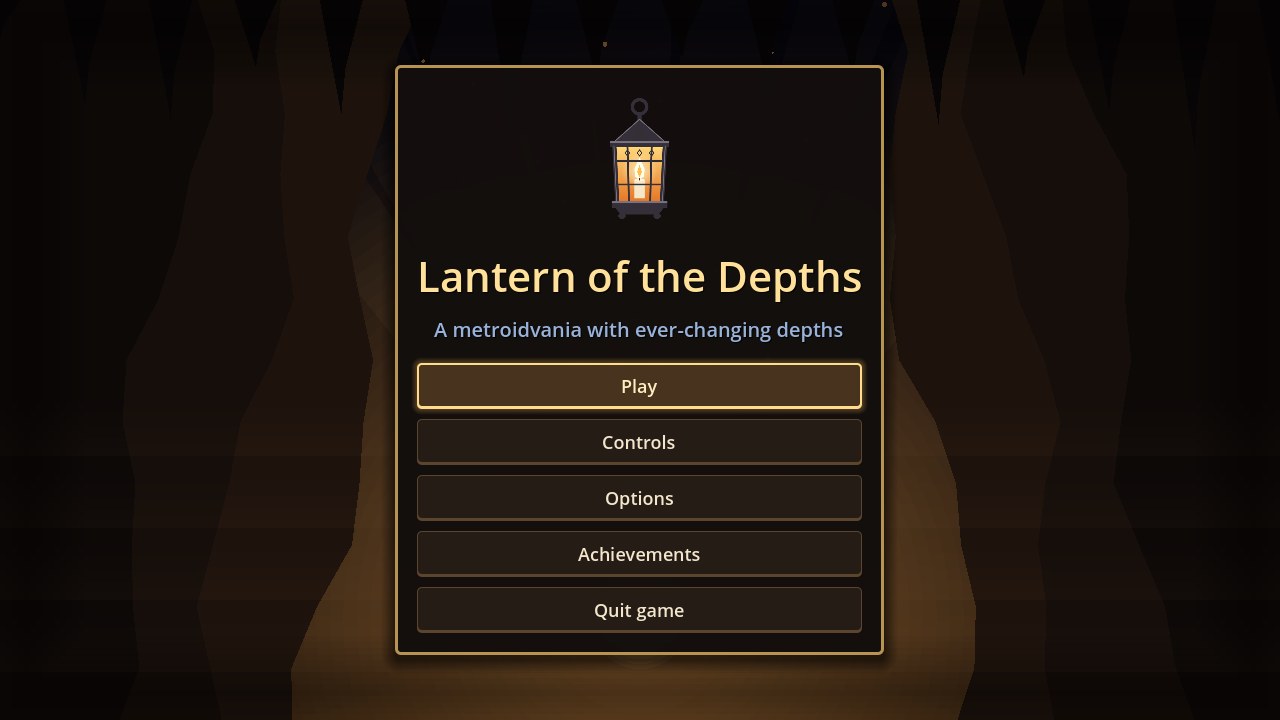 Lantern of the Depths
A metroidvania with ever-changing depths
Play
Controls
Options
Achievements
Quit game